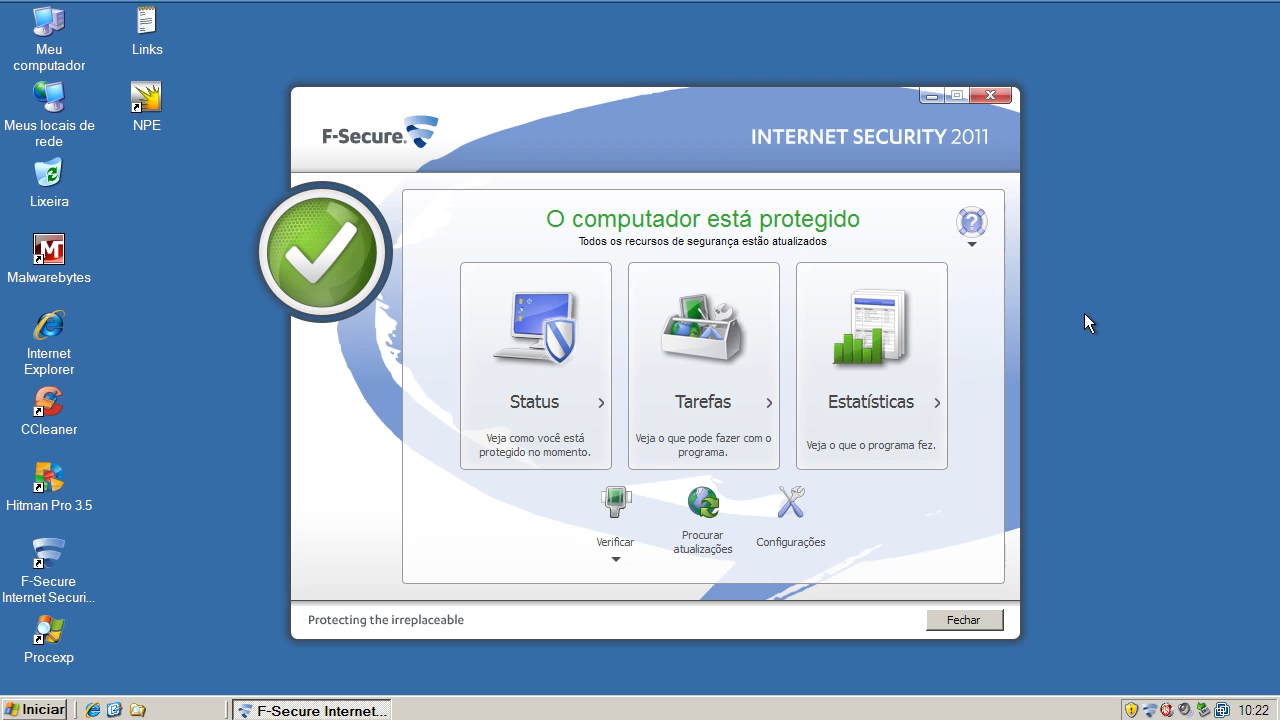 Meu
computador
Links
Meus locais de
rede
NPE
Lixeira
Malwarebytes
Internet
Explorer
CCleaner
Hitman Pro 3.5
F-Secure
Internet Securi...
Procexp
F-Secure.
INTERNET SECURITY 2011
O computador está protegido
Todos os recursos de segurança estão atualizados
Status
Veja como você está
protegido no momento.
Tarefas
Veja o que pode fazer com o
programa.
Estatísticas
Veja o que o programa fez.
Verificar
Procurar
atualizações
Configurações
Protecting the irreplaceable
Fechar
Iniciar
F-Secure Internet...
10:22